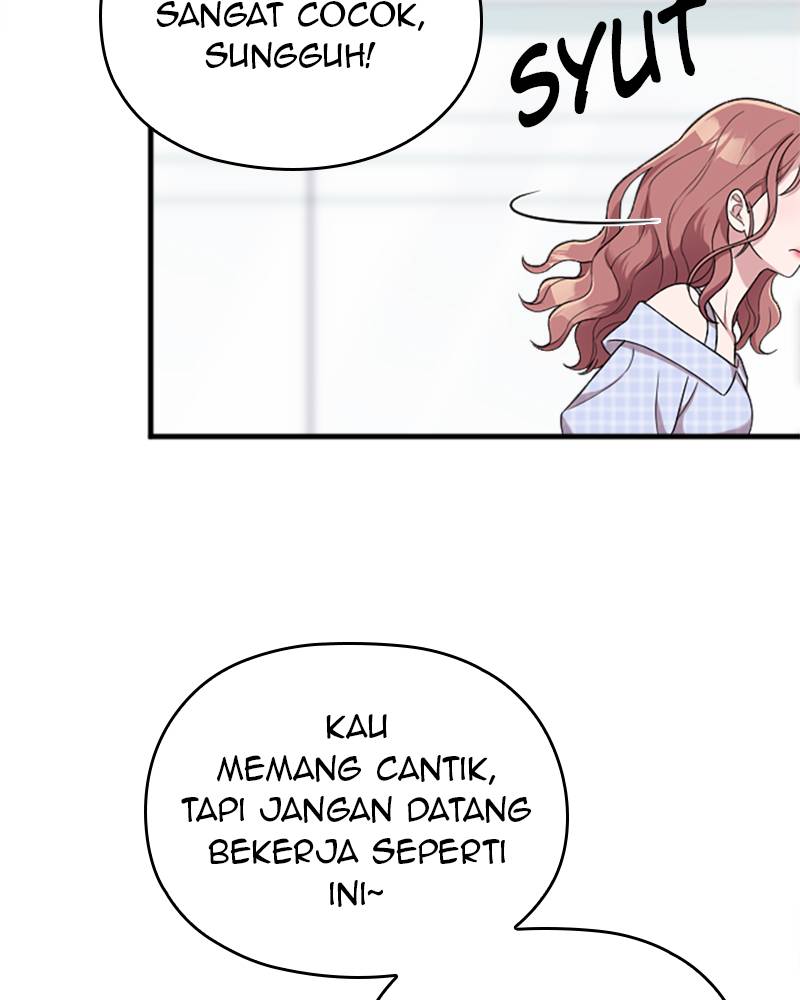 SANGAT COCOK,
SUNGGUH!
SYUT
KAU
MEMANG CANTIK,
TAPI JANGAN DATANG
BEKERJA SEPERTI
INI~